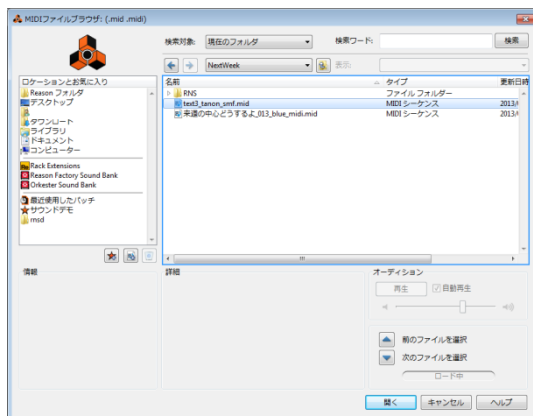 MIDIファイルブラウザ: (.mid .midi)
検索対象: 現在のフォルダ 検索ワード: 検索
NextWeek 表示:
ロケーションとお気に入り
Reason フォルダ
デスクトップ
ダウンロード
ライブラリ
ドキュメント
コンピューター
Rack Extensions
Reason Factory Sound Bank
Orkester Sound Bank
最近使用したパッチ
サウンドデモ
rnsd
名前 タイプ 更新日時
RNS ファイル フォルダー
text3_tanon_smf.mid MIDI シーケンス 2013/
来週の中心どうするよ_013_blue_midi.mid MIDI シーケンス 2013/
情報 詳細 オーディション
再生 自動再生
前のファイルを選択
次のファイルを選択
ロード中
開く キャンセル ヘルプ